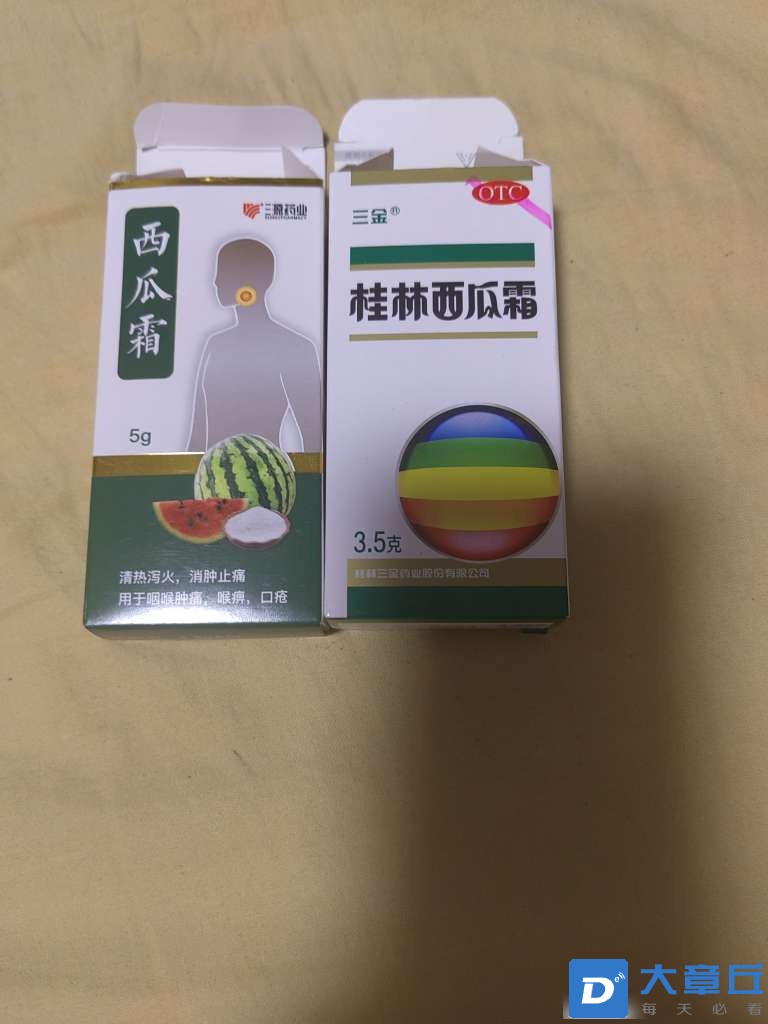 三源药业
西瓜霜
5g
清热泻火，消肿止痛
用于咽喉肿痛，喉痹，口疮
OTC
三金®
桂林西瓜霜
3.5克
桂林三金药业股份有限公司
大章丘
每天必看